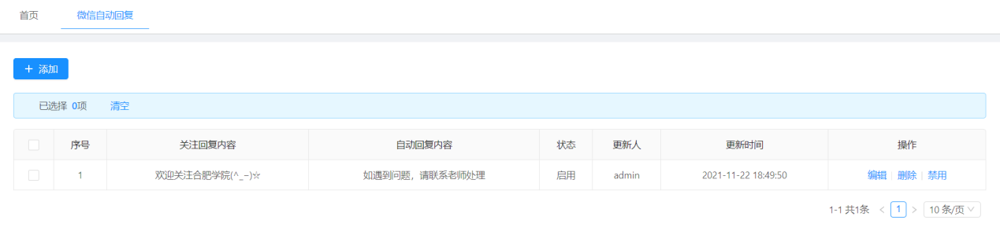 首页 微信自动回复
+ 添加
已选择 0项 清空
序号 关注回复内容 自动回复内容 状态 更新人 更新时间 操作
1 欢迎关注合肥学院(^_−)☆ 如遇到问题，请联系老师处理 启用 admin 2021-11-22 18:49:50 编辑 | 删除 | 禁用
1-1 共1条 < 1 > 10 条/页